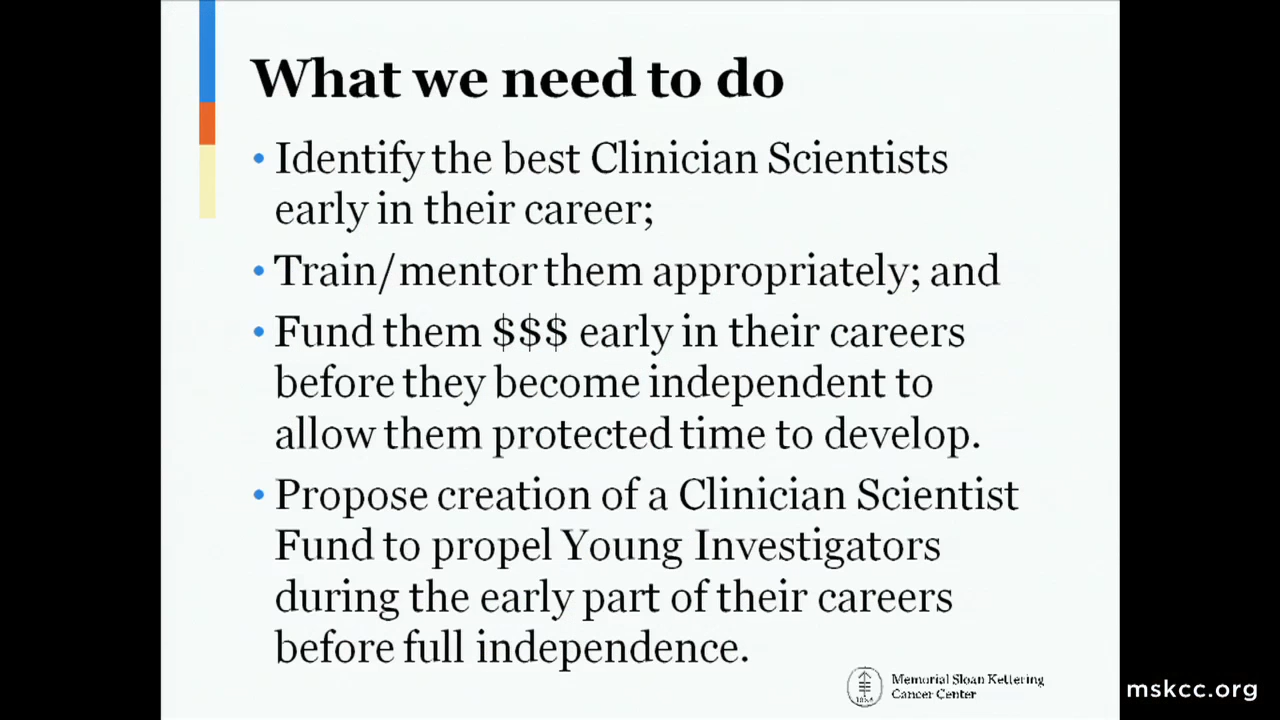 What we need to do
• Identify the best Clinician Scientists
early in their career;
• Train/mentor them appropriately; and
• Fund them $$$ early in their careers
before they become independent to
allow them protected time to develop.
• Propose creation of a Clinician Scientist
Fund to propel Young Investigators
during the early part of their careers
before full independence.
Memorial Sloan Kettering
Cancer Center
mskcc.org